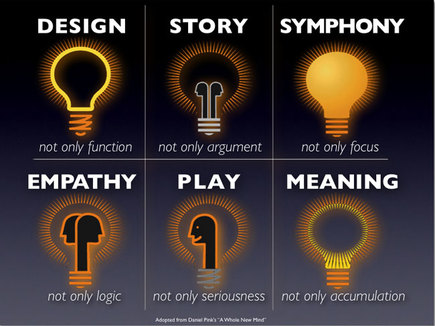 DESIGN
STORY
SYMPHONY
not only function
not only argument
not only focus
EMPATHY
PLAY
MEANING
not only logic
not only seriousness
not only accumulation
Adopted from Daniel Pink's "A Whole New Mind"